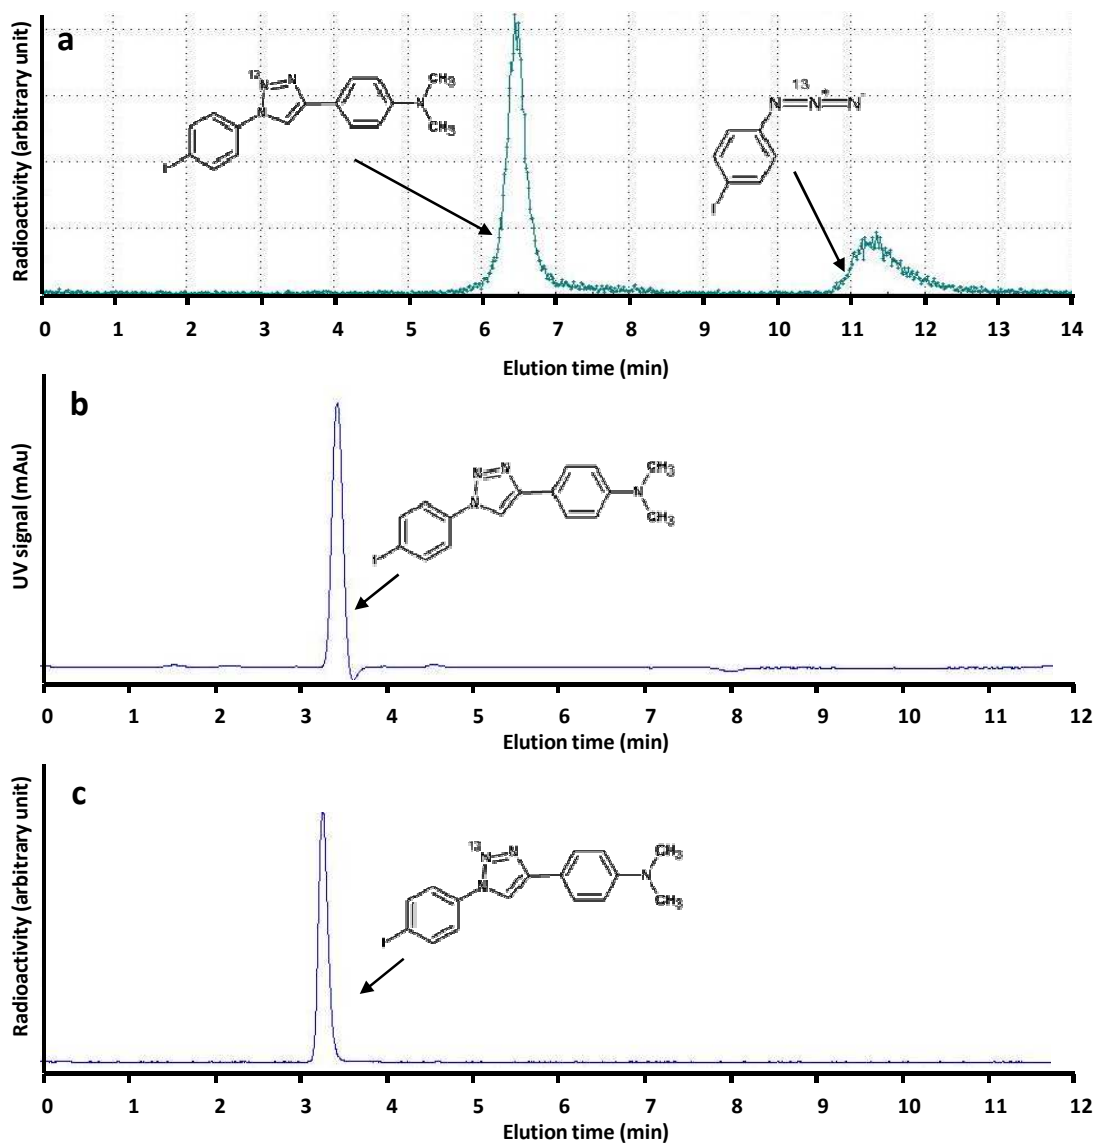 a
Radioactivity (arbitrary unit)
13
N N
N
N
CH3
CH3
I
13
N N + N -
I
0 1 2 3 4 5 6 7 8 9 10 11 12 13 14
Elution time (min)
b
UV signal (mAu)
N N
N
N
CH3
CH3
I
0 1 2 3 4 5 6 7 8 9 10 11 12
Elution time (min)
c
Radioactivity (arbitrary unit)
13
N N
N
N
CH3
CH3
I
0 1 2 3 4 5 6 7 8 9 10 11 12
Elution time (min)